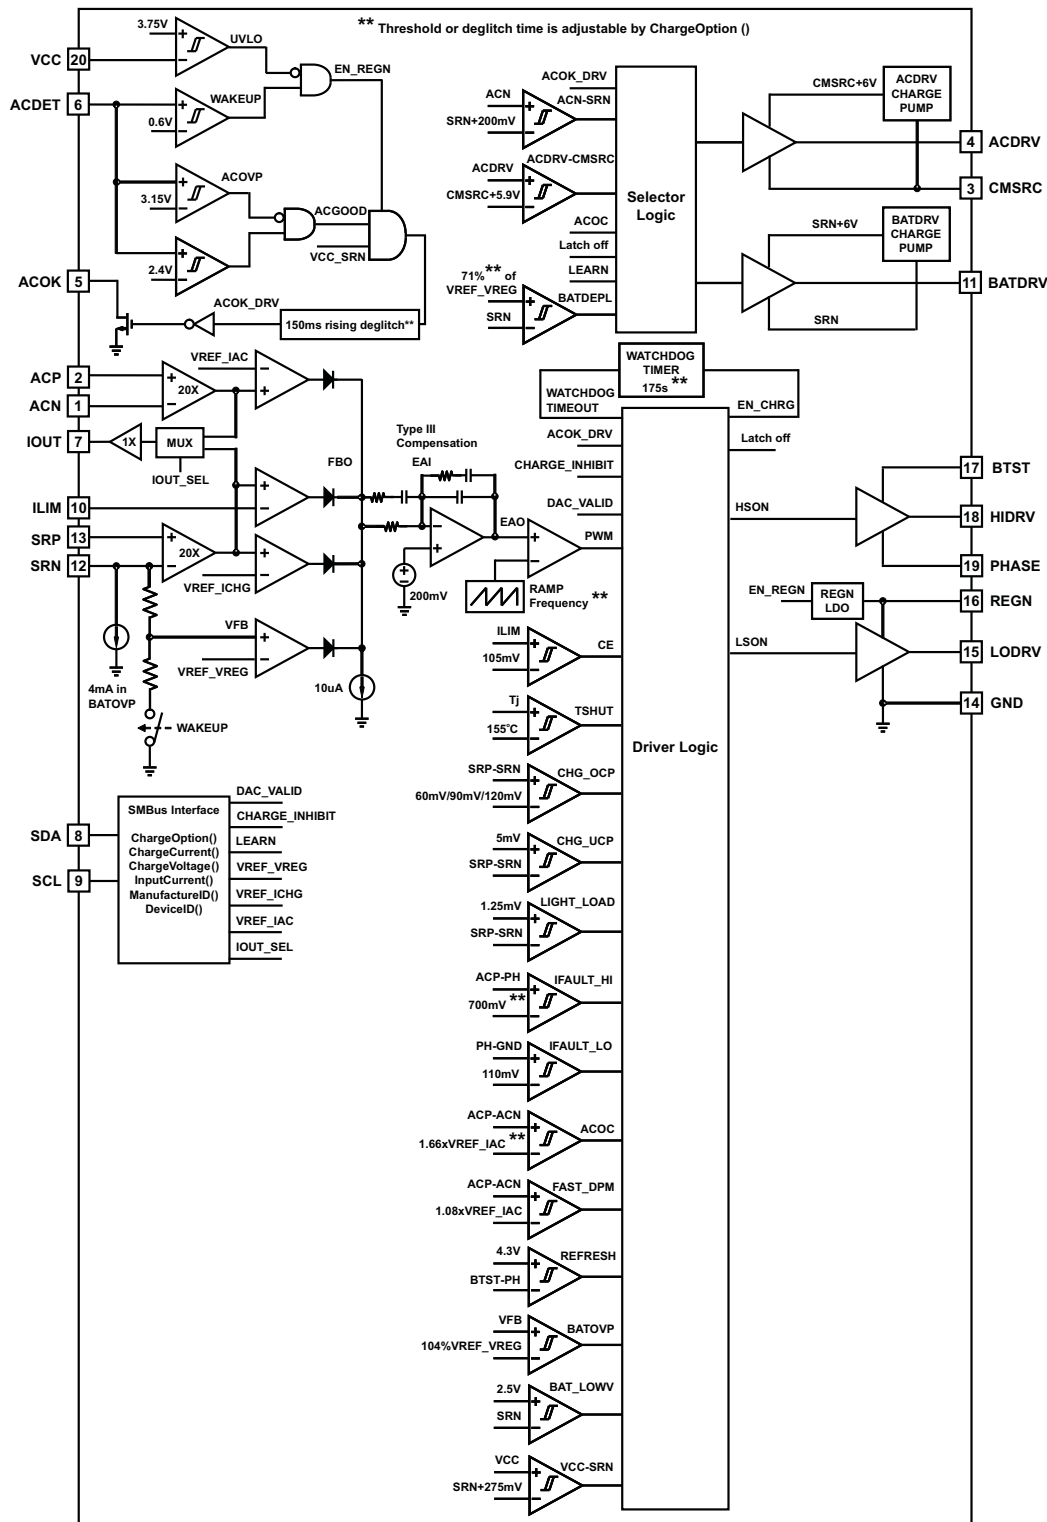 ** Threshold or deglitch time is adjustable by ChargeOption ()
3.75V
UVLO
VCC 20
EN_REGN
ACDET 6
WAKEUP
0.6V
ACOVP
3.15V
ACGOOD
VCC_SRN
2.4V
ACOK 5
ACOK_DRV
150ms rising deglitch**
ACOK_DRV
ACN
ACN-SRN
SRN+200mV
ACDRV
ACDRV-CMSRC
CMSRC+5.9V
ACOC
Latch off
LEARN
71%** of
VREF_VREG
BATDEPL
SRN
Selector
Logic
CMSRC+6V
ACDRV
CHARGE
PUMP
4 ACDRV
3 CMSRC
SRN+6V
BATDRV
CHARGE
PUMP
11 BATDRV
SRN
ACP 2
ACN 1
20X
VREF_IAC
IOUT 7
1X
MUX
IOUT_SEL
ILIM 10
SRP 13
SRN 12
20X
VREF_ICHG
VFB
VREF_VREG
4mA in
BATOVP
WAKEUP
FBO
10uA
Type III
Compensation
EAI
EAO
200mV
PWM
RAMP
Frequency **
WATCHDOG
TIMER
175s **
WATCHDOG
TIMEOUT
EN_CHRG
ACOK_DRV
Latch off
CHARGE_INHIBIT
DAC_VALID
Driver Logic
HSON
17 BTST
18 HIDRV
19 PHASE
EN_REGN
REGN
LDO
16 REGN
LSON
15 LODRV
14 GND
ILIM
CE
105mV
Tj
TSHUT
155°C
SRP-SRN
CHG_OCP
60mV/90mV/120mV
5mV
CHG_UCP
SRP-SRN
1.25mV
LIGHT_LOAD
SRP-SRN
ACP-PH
IFAULT_HI
700mV **
PH-GND
IFAULT_LO
110mV
ACP-ACN
ACOC
1.66xVREF_IAC **
ACP-ACN
FAST_DPM
1.08xVREF_IAC
4.3V
REFRESH
BTST-PH
VFB
BATOVP
104%VREF_VREG
2.5V
BAT_LOWV
SRN
VCC
VCC-SRN
SRN+275mV
SDA 8
SCL 9
SMBus Interface
ChargeOption()
ChargeCurrent()
ChargeVoltage()
InputCurrent()
ManufactureID()
DeviceID()
DAC_VALID
CHARGE_INHIBIT
LEARN
VREF_VREG
VREF_ICHG
VREF_IAC
IOUT_SEL